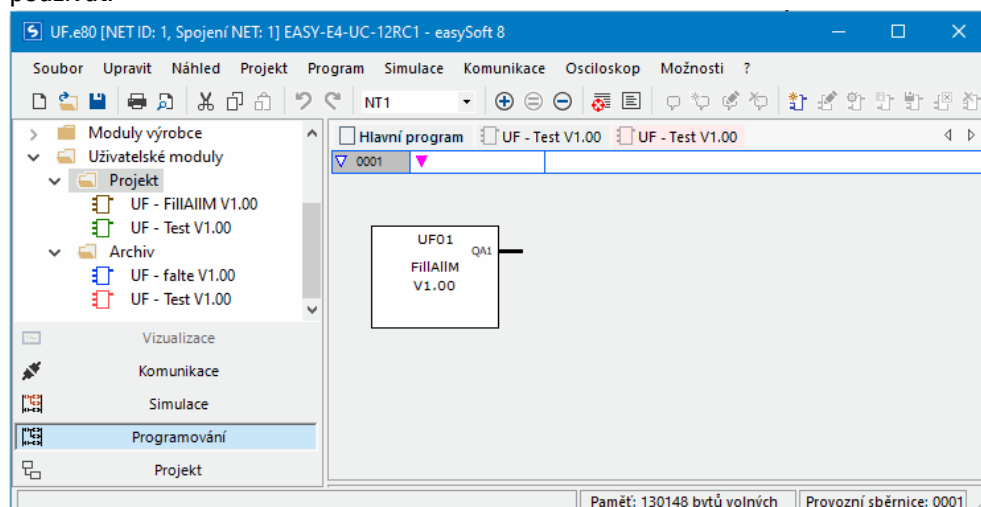 používat.
UF.e80 [NET ID: 1, Spojení NET: 1] EASY-E4-UC-12RC1 - easySoft 8
Soubor Upravit Náhled Projekt Program Simulace Komunikace Osciloskop Možnosti ?
NT1
Moduly výrobce
Uživatelské moduly
Projekt
UF - FillAllM V1.00
UF - Test V1.00
Archiv
UF - falte V1.00
UF - Test V1.00
Vizualizace
Komunikace
Simulace
Programování
Projekt
Hlavní program UF - Test V1.00 UF - Test V1.00
0001
UF01
QA1
FillAllM
V1.00
Paměť: 130148 bytů volných Provozní sběrnice: 0001